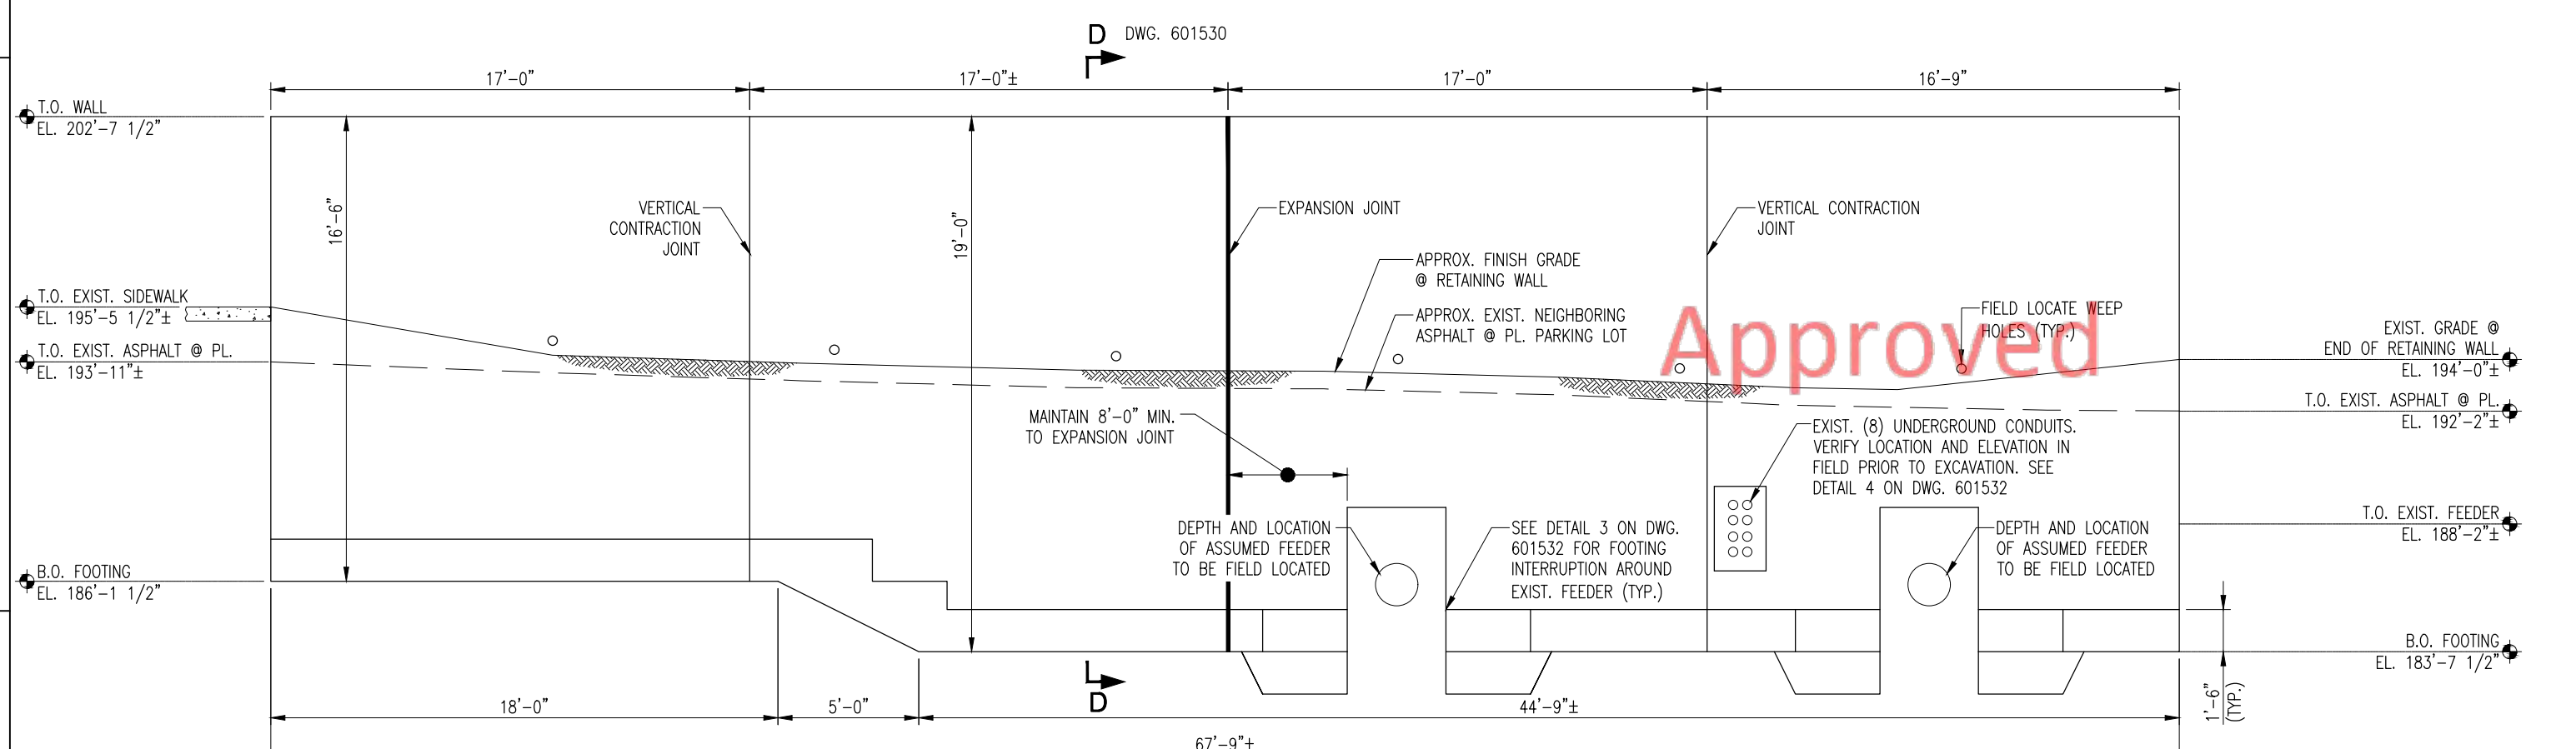 D DWG. 601530
17'-0" 17'-0"± 17'-0" 16'-9"
T.O. WALL
EL. 202'-7 1/2"
16'-6"
19'-0"
VERTICAL
CONTRACTION
JOINT
EXPANSION JOINT
VERTICAL CONTRACTION
JOINT
APPROX. FINISH GRADE
@ RETAINING WALL
APPROX. EXIST. NEIGHBORING
ASPHALT @ PL. PARKING LOT
Approved
FIELD LOCATE WEEP
HOLES (TYP.)
T.O. EXIST. SIDEWALK
EL. 195'-5 1/2"±
T.O. EXIST. ASPHALT @ PL.
EL. 193'-11"±
EXIST. GRADE @
END OF RETAINING WALL
EL. 194'-0"±
T.O. EXIST. ASPHALT @ PL.
EL. 192'-2"±
MAINTAIN 8'-0" MIN.
TO EXPANSION JOINT
EXIST. (8) UNDERGROUND CONDUITS.
VERIFY LOCATION AND ELEVATION IN
FIELD PRIOR TO EXCAVATION. SEE
DETAIL 4 ON DWG. 601532
DEPTH AND LOCATION
OF ASSUMED FEEDER
TO BE FIELD LOCATED
SEE DETAIL 3 ON DWG.
601532 FOR FOOTING
INTERRUPTION AROUND
EXIST. FEEDER (TYP.)
DEPTH AND LOCATION
OF ASSUMED FEEDER
TO BE FIELD LOCATED
T.O. EXIST. FEEDER
EL. 188'-2"±
B.O. FOOTING
EL. 186'-1 1/2"
B.O. FOOTING
EL. 183'-7 1/2"
1'-6"
(TYP.)
D
18'-0" 5'-0" 44'-9"±
67'-9"±